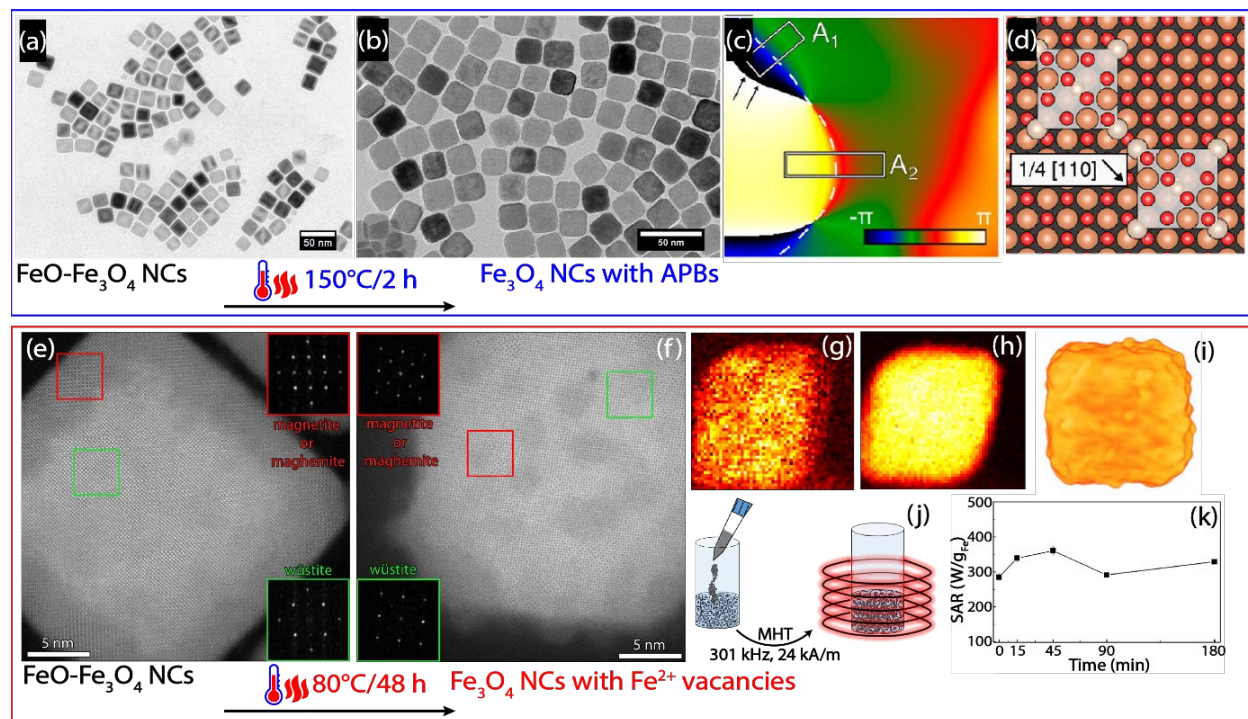 (a)
(b)
(c)
(d)
A₁
A₂
-π
π
1/4 [110]
50 nm
50 nm
FeO-Fe₃O₄ NCs
150°C/2 h
Fe₃O₄ NCs with APBs
(e)
(f)
(g)
(h)
(i)
magnetite
or
maghemite
magnetite
or
maghemite
wüstite
wüstite
5 nm
5 nm
(j)
MHT
301 kHz, 24 kA/m
(k)
SAR (W/gFe)
500
400
300
200
100
0 15 45 90 180
Time (min)
FeO-Fe₃O₄ NCs
80°C/48 h
Fe₃O₄ NCs with Fe²⁺ vacancies